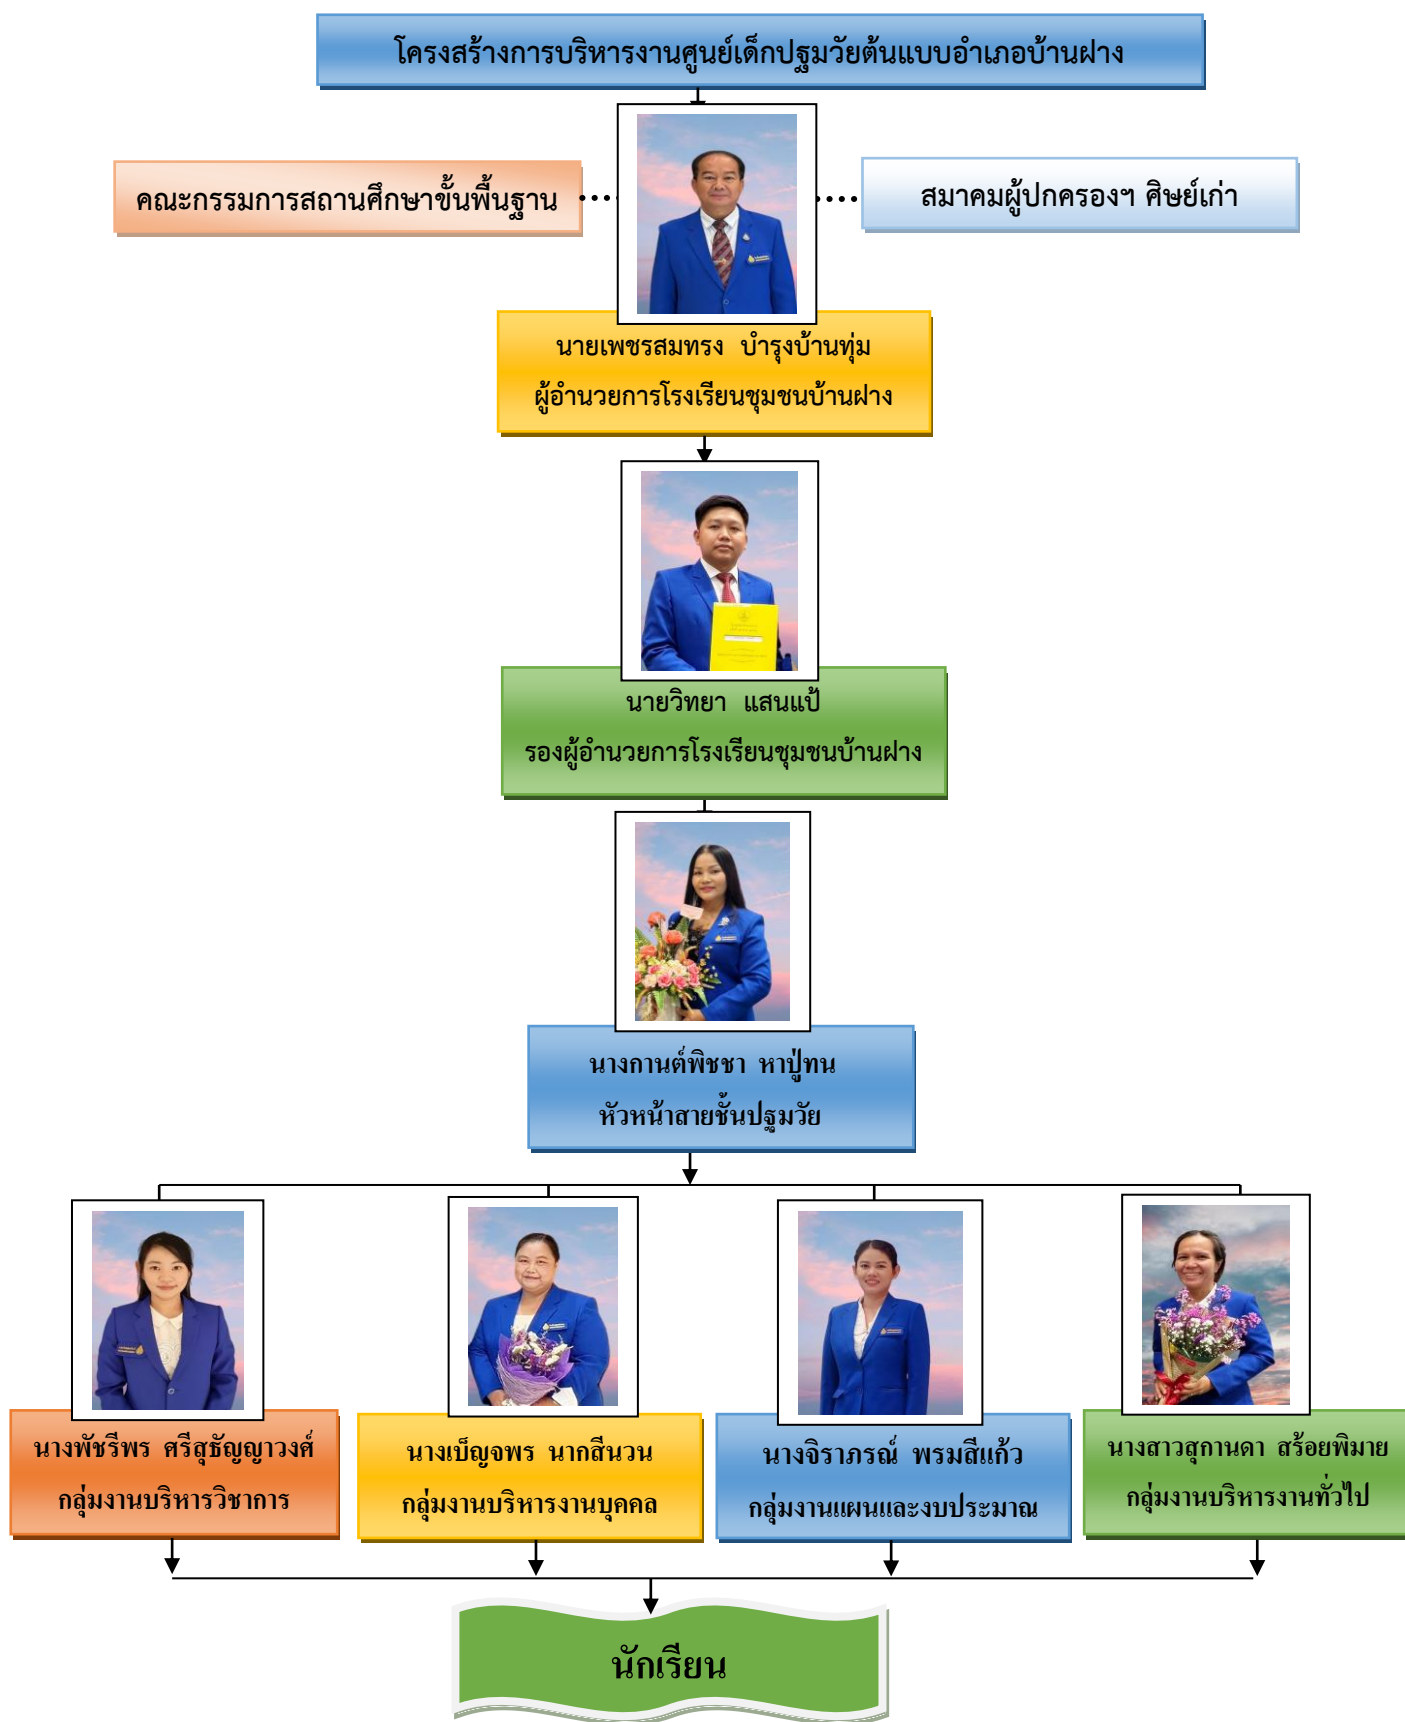 โครงสร้างการบริหารงานศูนย์เด็กปฐมวัยต้นแบบอำเภอบ้านฝาง
คณะกรรมการสถานศึกษาขั้นพื้นฐาน
สมาคมผู้ปกครองฯ ศิษย์เก่า
นายเพชรสมทรง บำรุงบ้านทุ่ม
ผู้อำนวยการโรงเรียนชุมชนบ้านฝาง
นายวิทยา แสนแป้
รองผู้อำนวยการโรงเรียนชุมชนบ้านฝาง
นางกานต์พิชชา หาปู่ทน
หัวหน้าสายชั้นปฐมวัย
นางพัชรีพร ศรีสุธัญญาวงศ์
กลุ่มงานบริหารวิชาการ
นางเบ็ญจพร นากสีนวน
กลุ่มงานบริหารงานบุคคล
นางจิราภรณ์ พรมสีแก้ว
กลุ่มงานแผนและงบประมาณ
นางสาวสุกานดา สร้อยพิมาย
กลุ่มงานบริหารงานทั่วไป
นักเรียน